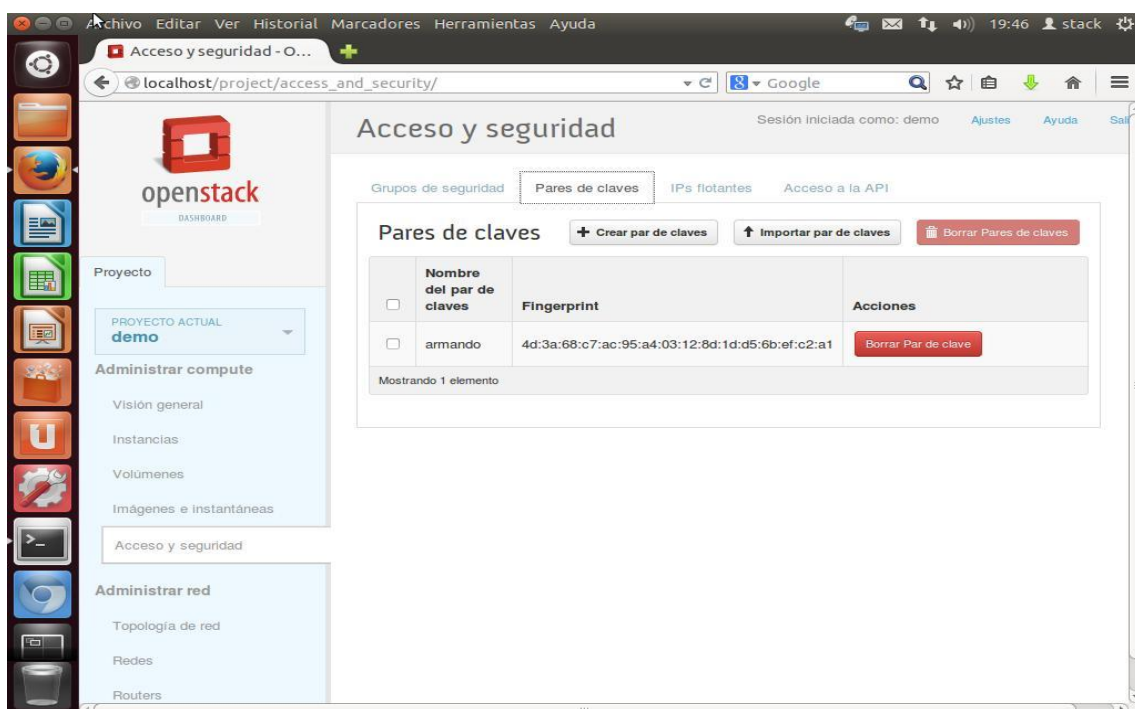 Archivo Editar Ver Historial Marcadores Herramientas Ayuda
19:46 stack
Acceso y seguridad - O...
localhost/project/access_and_security/
Google
openstack
DASHBOARD
Acceso y seguridad
Sesión iniciada como: demo Ajustes Ayuda
Grupos de seguridad Pares de claves IPs flotantes Acceso a la API
Pares de claves
Crear par de claves Importar par de claves Borrar Pares de claves
Nombre del par de claves Fingerprint Acciones
armando 4d:3a:68:c7:ac:95:a4:03:12:8d:1d:d5:6b:ef:c2:a1 Borrar Par de clave
Mostrando 1 elemento
Proyecto
PROYECTO ACTUAL
demo
Administrar compute
Visión general
Instancias
Volúmenes
Imágenes e instantáneas
Acceso y seguridad
Administrar red
Topología de red
Redes
Routers